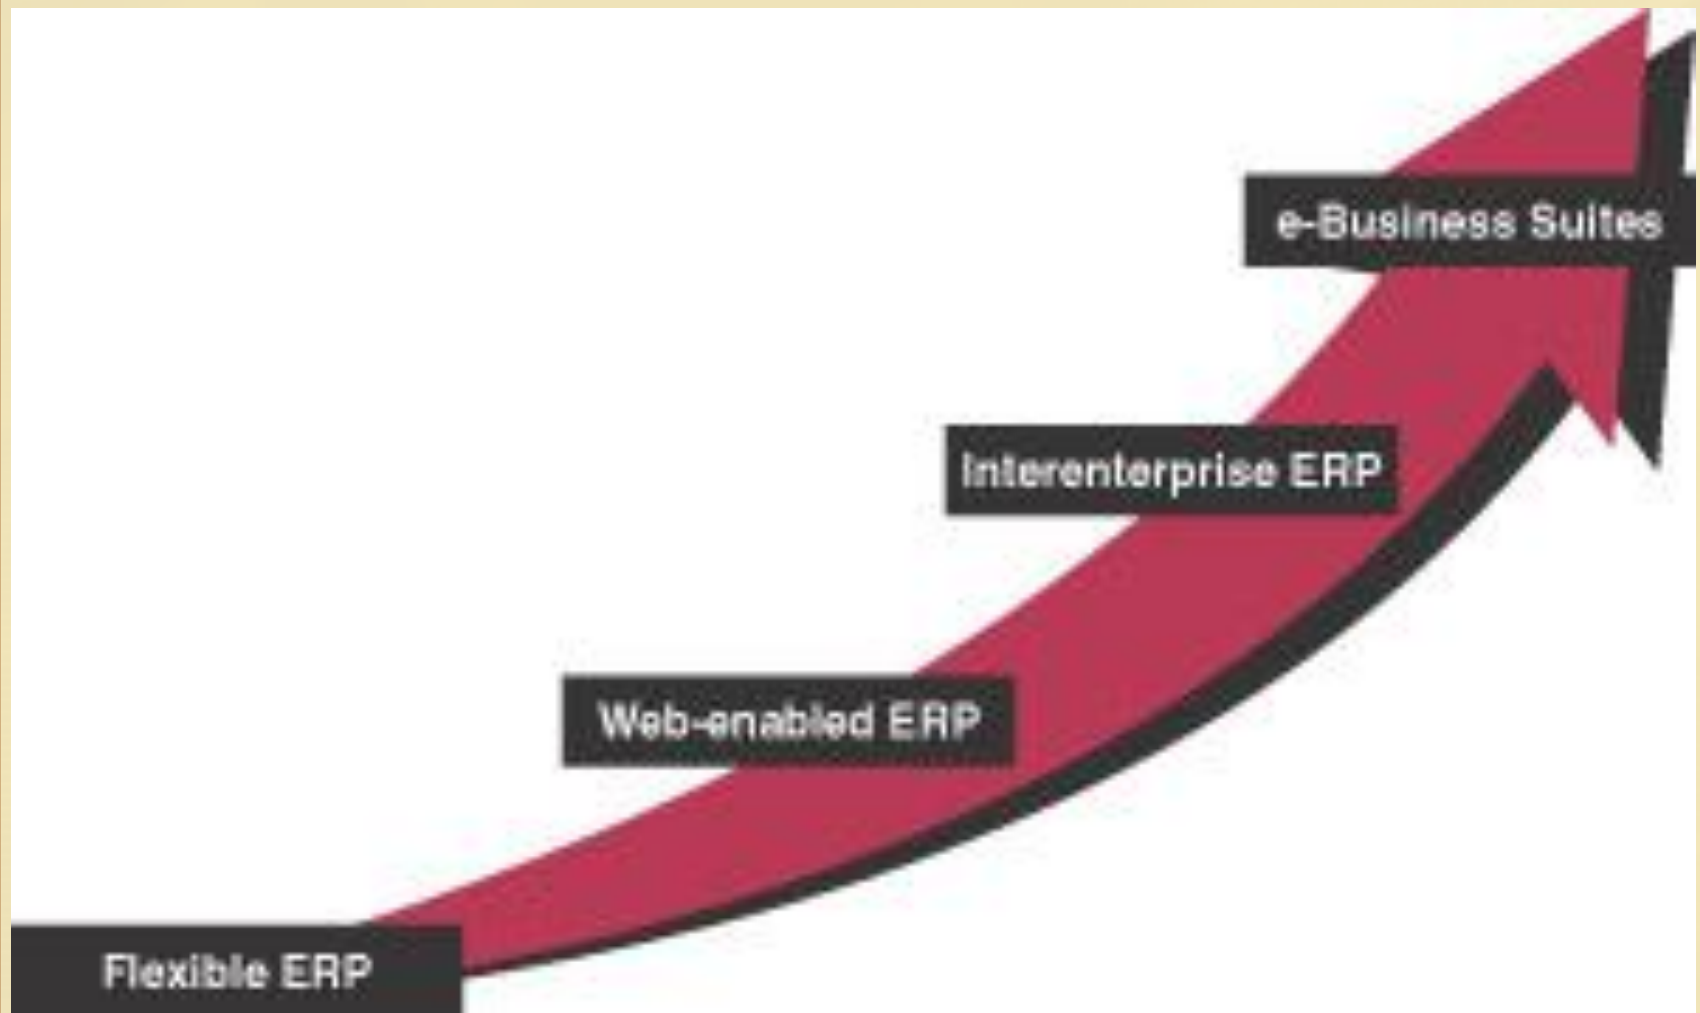 e-Business Suites
Interenterprise ERP
Web-enabled ERP
Flexible ERP